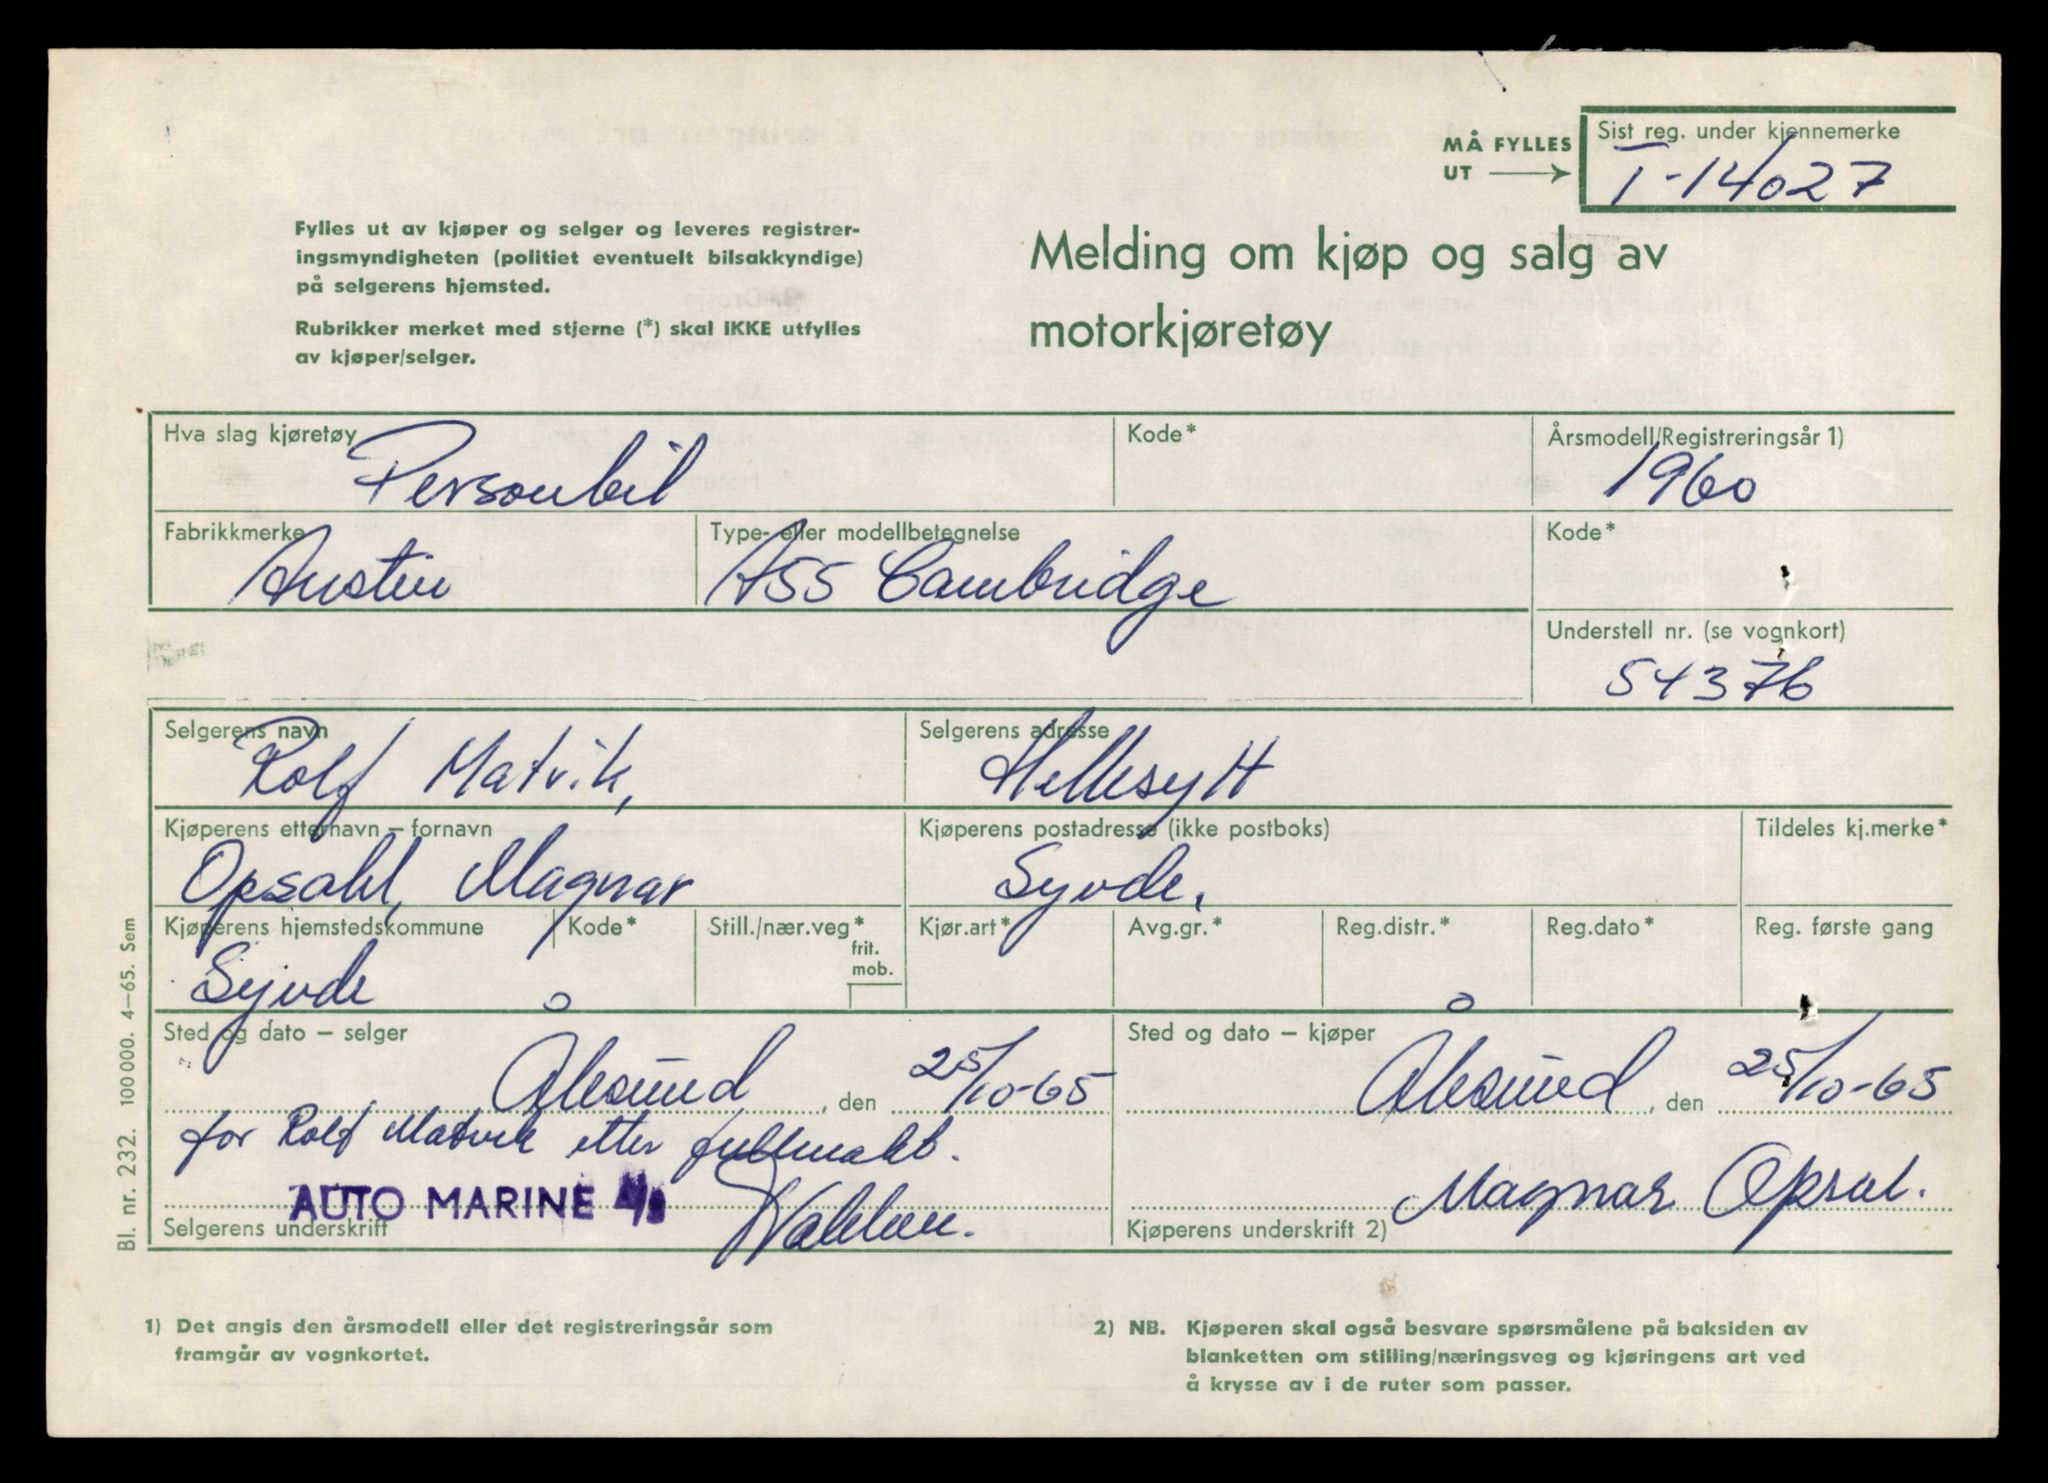 MÅ FYLLES UT
Sist reg. under kjennemerke
T-14027
Fylles ut av kjøper og selger og leveres registrer-
ingsmyndigheten (politiet eventuelt bilsakkyndige)
på selgerens hjemsted.
Rubrikker merket med stjerne (*) skal IKKE utfylles
av kjøper/selger.
Melding om kjøp og salg av
motorkjøretøy
Hva slag kjøretøy
Personbil
Kode*
Årsmodell/Registreringsår 1)
1960
Fabrikkmerke
Austin
Type- eller modellbetegnelse
A55 Cambridge
Kode*
Understell nr. (se vognkort)
54376
Selgerens navn
Rolf Matvik,
Selgerens adresse
Hellesylt
Kjøperens etternavn – fornavn
Opsahl, Magnar
Kjøperens postadresse (ikke postboks)
Syvde.
Tildeles kj.merke*
Kjøperens hjemstedskommune
Syvde
Kode*
Still./nær.veg*
frit.
mob.
Kjør.art*
Avg.gr.*
Reg.distr.*
Reg.dato*
Reg. første gang
Sted og dato – selger
Ålesund, den 25/10-65
for Rolf Matvik etter fullmakt.
AUTO MARINE A/S
Selgerens underskrift
Sted og dato – kjøper
Ålesund, den 25/10-65
Magnar Opsal.
Kjøperens underskrift 2)
Bl. nr. 232. 100 000. 4–65. Sem
1) Det angis den årsmodell eller det registreringsår som
framgår av vognkortet.
2) NB. Kjøperen skal også besvare spørsmålene på baksiden av
blanketten om stilling/næringsveg og kjøringens art ved
å krysse av i de ruter som passer.